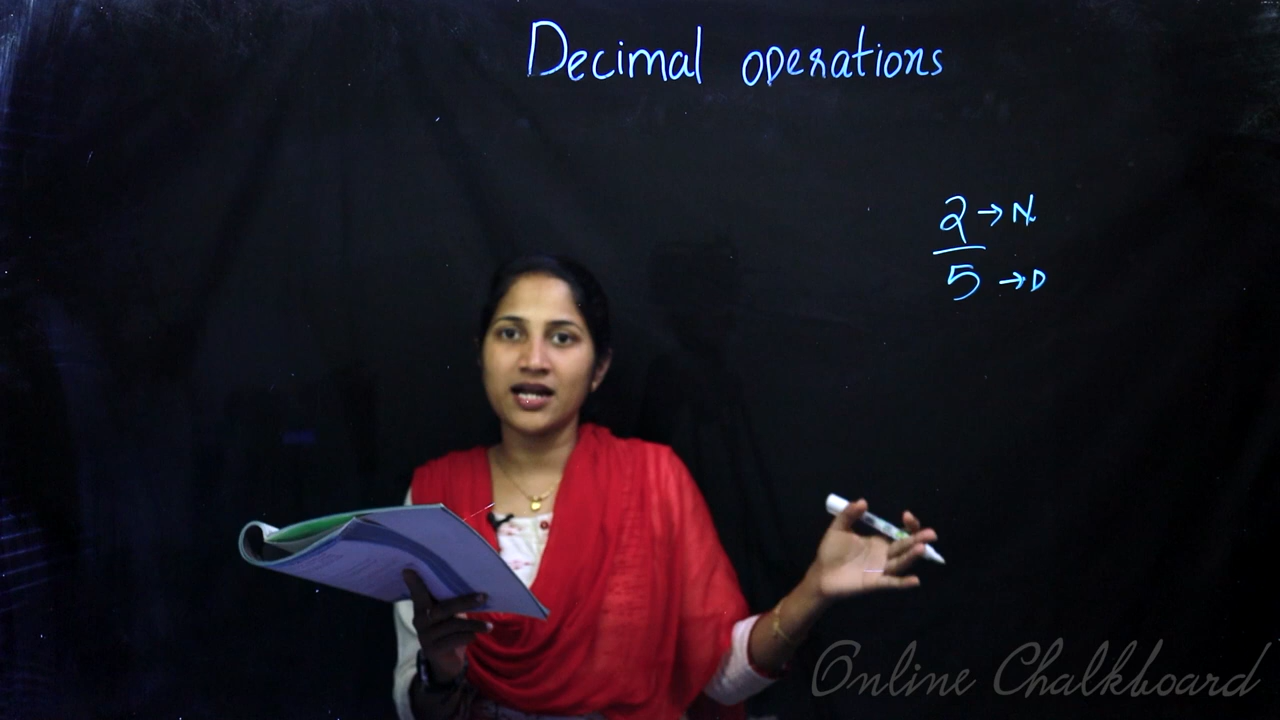 Decimal operations
2 → N
5 → D
Online Chalkboard